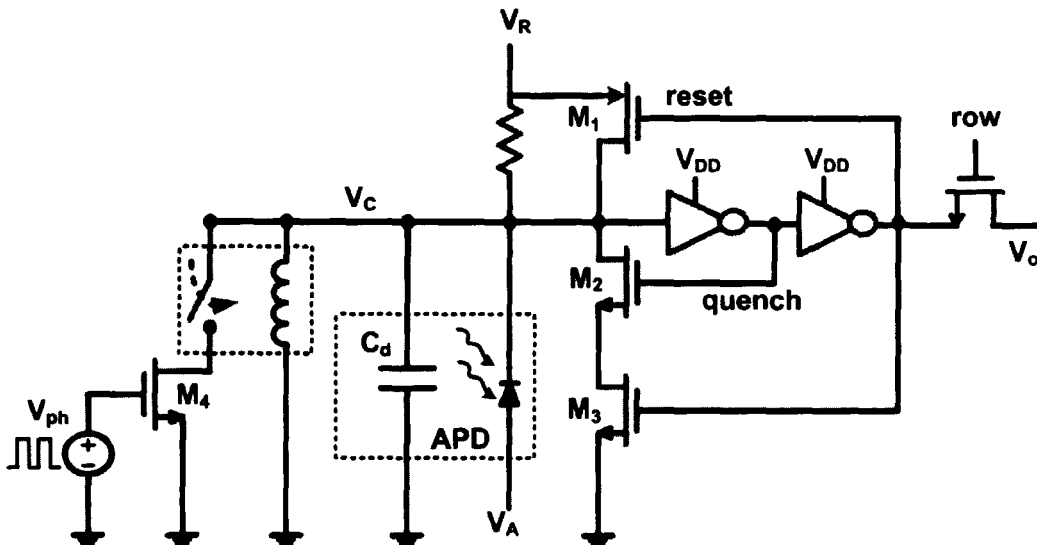 V_R
reset
M_1
row
V_DD
V_DD
V_C
V_o
M_2
quench
C_d
M_4
M_3
V_ph
+
−
APD
V_A